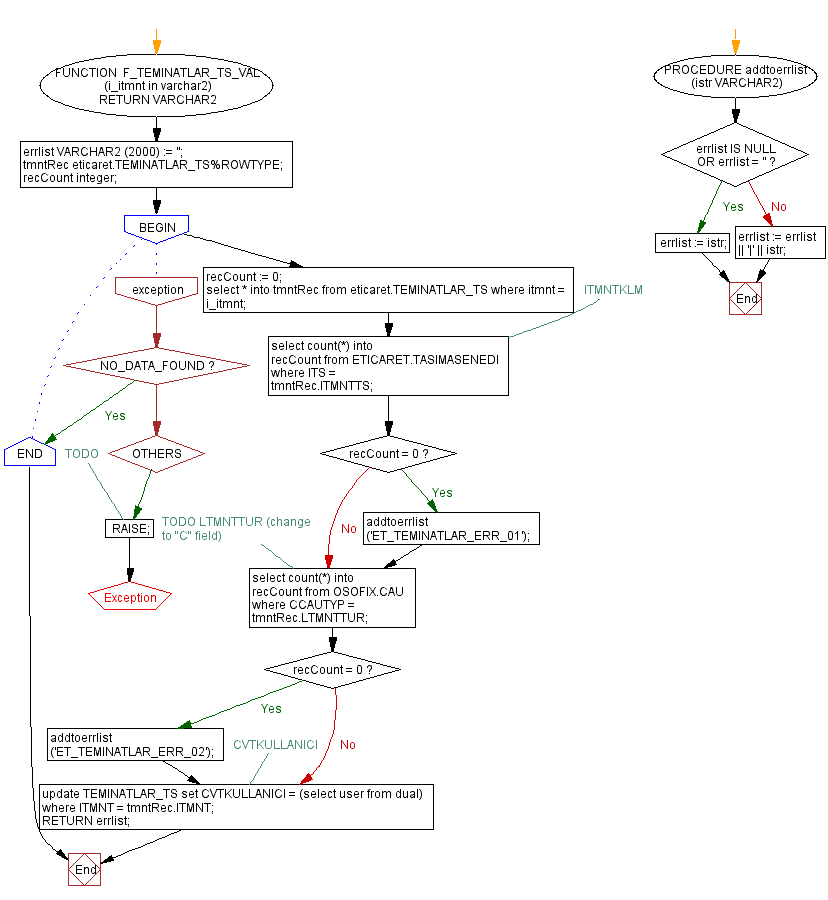 FUNCTION F_TEMINATLAR_TS_VAL
(i_itmnt in varchar2)
RETURN VARCHAR2
errlist VARCHAR2 (2000) := '';
tmntRec eticaret.TEMINATLAR_TS%ROWTYPE;
recCount integer;
BEGIN
exception
recCount := 0;
select * into tmntRec from eticaret.TEMINATLAR_TS where itmnt =
i_itmnt;
ITMNTKLM
select count(*) into
recCount from ETICARET.TASIMASENEDI
where ITS =
tmntRec.ITMNTTS;
NO_DATA_FOUND ?
Yes
END
TODO
OTHERS
recCount = 0 ?
Yes
No
RAISE;
TODO LTMNTTUR (change
to "C" field)
addtoerrlist
('ET_TEMINATLAR_ERR_01');
Exception
select count(*) into
recCount from OSOFIX.CAU
where CCAUTYP =
tmntRec.LTMNTTUR;
recCount = 0 ?
Yes
No
addtoerrlist
('ET_TEMINATLAR_ERR_02');
CVTKULLANICI
update TEMINATLAR_TS set CVTKULLANICI = (select user from dual)
where ITMNT = tmntRec.ITMNT;
RETURN errlist;
End
PROCEDURE addtoerrlist
(istr VARCHAR2)
errlist IS NULL
OR errlist = '' ?
Yes
No
errlist := istr;
errlist := errlist
|| '|' || istr;
End